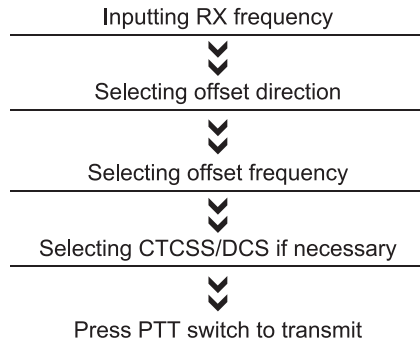 Inputting RX frequency
Selecting offset direction
Selecting offset frequency
Selecting CTCSS/DCS if necessary
Press PTT switch to transmit